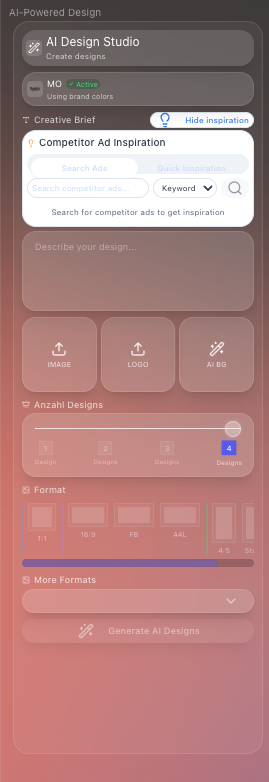 AI-Powered Design
AI Design Studio
Create designs
MO ✓ Active
Using brand colors
Creative Brief
Hide inspiration
Competitor Ad Inspiration
Search Ads
Quick Inspiration
Search competitor ads...
Keyword
Search for competitor ads to get inspiration
Describe your design...
IMAGE
LOGO
AI BG
Anzahl Designs
1 2 3 4
Design Designs Designs Designs
Format
1:1 16:9 FB A4L 4:5
More Formats
Generate AI Designs